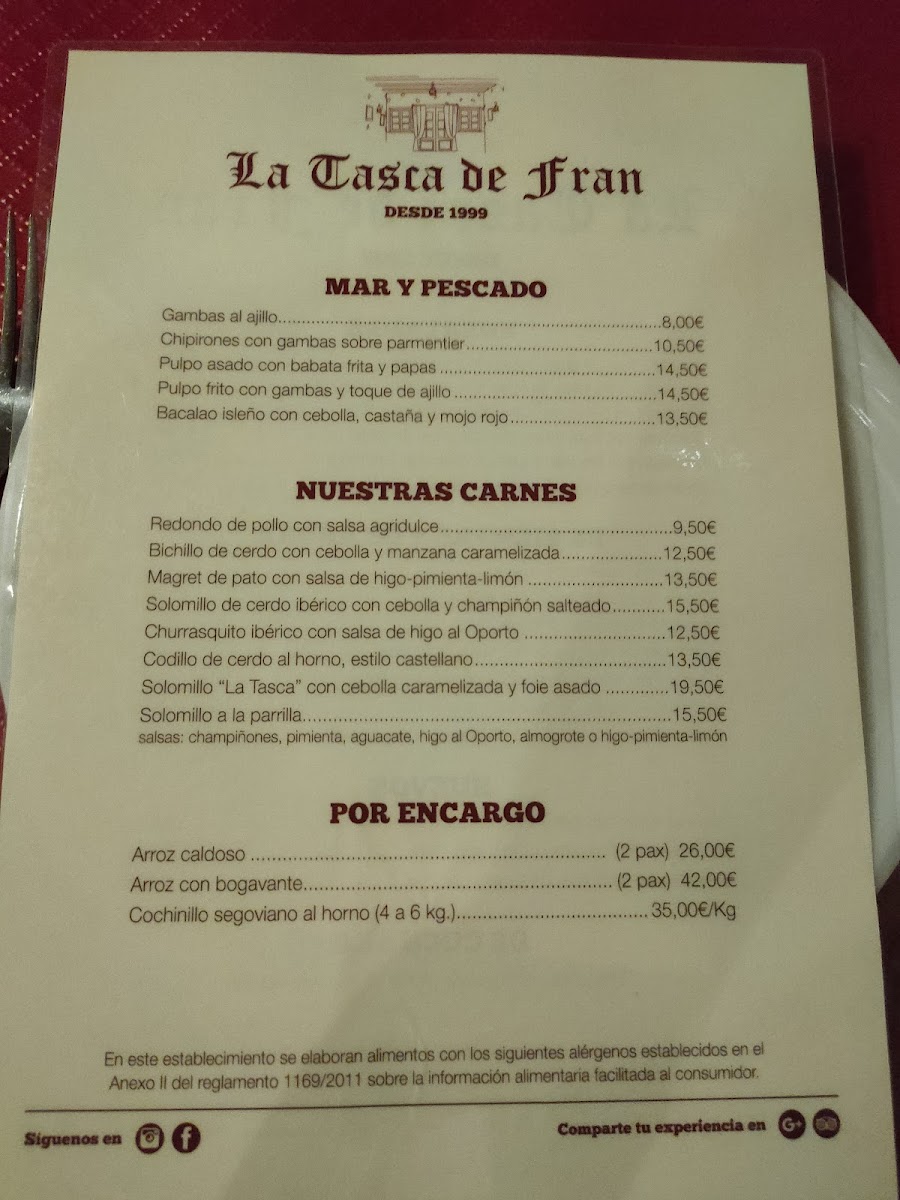 La Tasca de Fran
DESDE 1999
MAR Y PESCADO
Gambas al ajillo........8,00€
Chipirones con gambas sobre parmentier........10,50€
Pulpo asado con babata frita y papas........14,50€
Pulpo frito con gambas y toque de ajillo........14,50€
Bacalao isleño con cebolla, castaña y mojo rojo........13,50€
NUESTRAS CARNES
Redondo de pollo con salsa agridulce........9,50€
Bichillo de cerdo con cebolla y manzana caramelizada........12,50€
Magret de pato con salsa de higo-pimienta-limón........13,50€
Solomillo de cerdo ibérico con cebolla y champiñón salteado........15,50€
Churrasquito ibérico con salsa de higo al Oporto........12,50€
Codillo de cerdo al horno, estilo castellano........13,50€
Solomillo "La Tasca" con cebolla caramelizada y foie asado........19,50€
Solomillo a la parrilla........15,50€
salsas: champiñones, pimienta, aguacate, higo al Oporto, almogrote o higo-pimienta-limón
POR ENCARGO
Arroz caldoso........(2 pax) 26,00€
Arroz con bogavante........(2 pax) 42,00€
Cochinillo segoviano al horno (4 a 6 kg.)........35,00€/Kg
En este establecimiento se elaboran alimentos con los siguientes alérgenos establecidos en el
Anexo II del reglamento 1169/2011 sobre la información alimentaria facilitada al consumidor.
Síguenos en
Comparte tu experiencia en G+